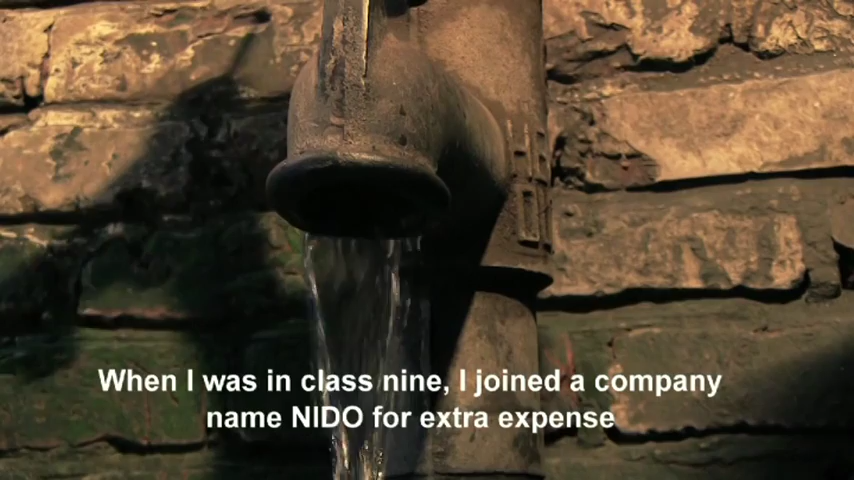 When I was in class nine, I joined a company
name NIDO for extra expense